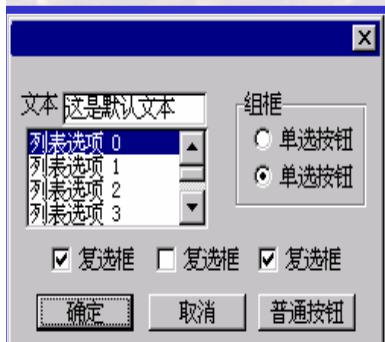 文本 这是默认文本
组框
单选按钮
单选按钮
列表选项 0
列表选项 1
列表选项 2
列表选项 3
复选框 复选框 复选框
确定 取消 普通按钮